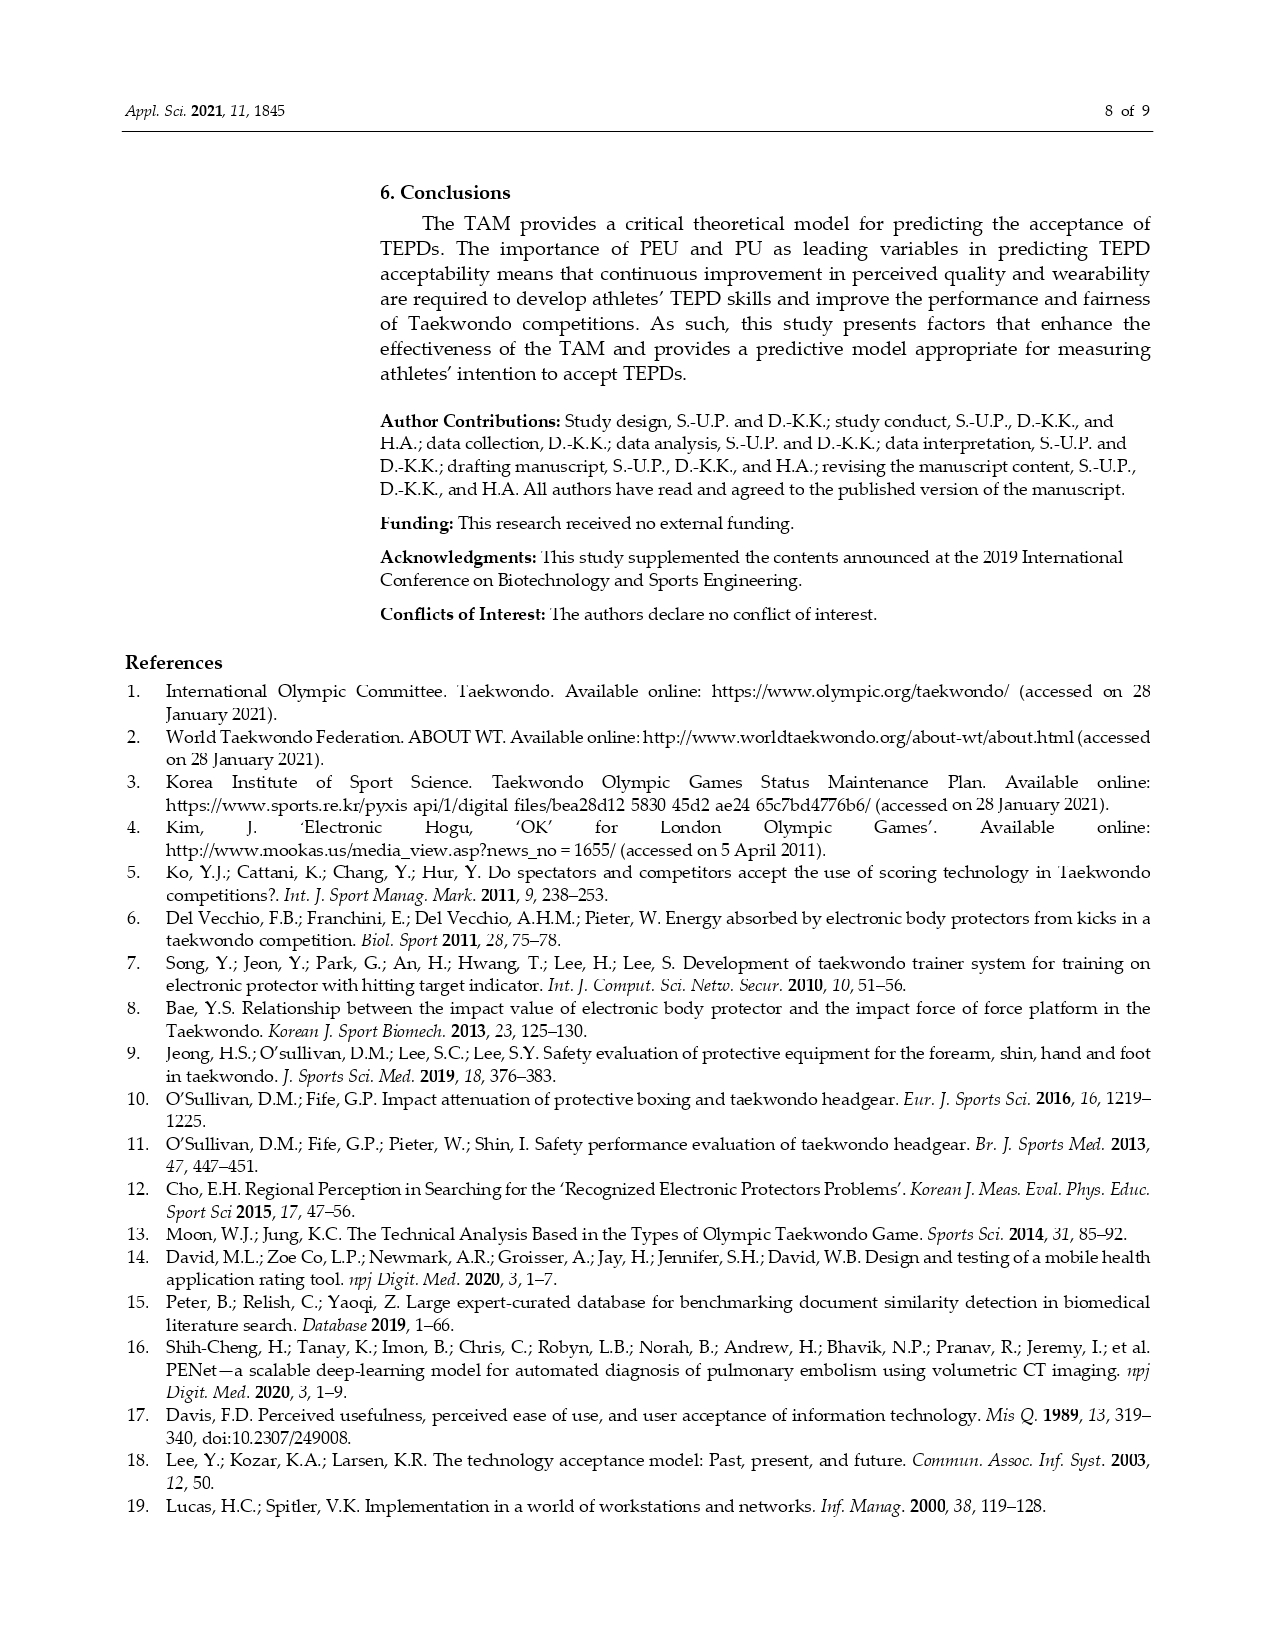 Appl. Sci. 2021, 11, 1845
8 of 9
6. Conclusions
The TAM provides a critical theoretical model for predicting the acceptance of
TEPDs. The importance of PEU and PU as leading variables in predicting TEPD
acceptability means that continuous improvement in perceived quality and wearability
are required to develop athletes’ TEPD skills and improve the performance and fairness
of Taekwondo competitions. As such, this study presents factors that enhance the
effectiveness of the TAM and provides a predictive model appropriate for measuring
athletes’ intention to accept TEPDs.
Author Contributions: Study design, S.-U.P. and D.-K.K.; study conduct, S.-U.P., D.-K.K., and
H.A.; data collection, D.-K.K.; data analysis, S.-U.P. and D.-K.K.; data interpretation, S.-U.P. and
D.-K.K.; drafting manuscript, S.-U.P., D.-K.K., and H.A.; revising the manuscript content, S.-U.P.,
D.-K.K., and H.A. All authors have read and agreed to the published version of the manuscript.
Funding: This research received no external funding.
Acknowledgments: This study supplemented the contents announced at the 2019 International
Conference on Biotechnology and Sports Engineering.
Conflicts of Interest: The authors declare no conflict of interest.
References
1. International Olympic Committee. Taekwondo. Available online: https://www.olympic.org/taekwondo/ (accessed on 28
January 2021).
2. World Taekwondo Federation. ABOUT WT. Available online: http://www.worldtaekwondo.org/about-wt/about.html (accessed
on 28 January 2021).
3. Korea Institute of Sport Science. Taekwondo Olympic Games Status Maintenance Plan. Available online:
https://www.sports.re.kr/pyxis api/1/digital files/bea28d12 5830 45d2 ae24 65c7bd4776b6/ (accessed on 28 January 2021).
4. Kim, J. ‘Electronic Hogu, ‘OK’ for London Olympic Games’. Available online:
http://www.mookas.us/media_view.asp?news_no = 1655/ (accessed on 5 April 2011).
5. Ko, Y.J.; Cattani, K.; Chang, Y.; Hur, Y. Do spectators and competitors accept the use of scoring technology in Taekwondo
competitions?. Int. J. Sport Manag. Mark. 2011, 9, 238–253.
6. Del Vecchio, F.B.; Franchini, E.; Del Vecchio, A.H.M.; Pieter, W. Energy absorbed by electronic body protectors from kicks in a
taekwondo competition. Biol. Sport 2011, 28, 75–78.
7. Song, Y.; Jeon, Y.; Park, G.; An, H.; Hwang, T.; Lee, H.; Lee, S. Development of taekwondo trainer system for training on
electronic protector with hitting target indicator. Int. J. Comput. Sci. Netw. Secur. 2010, 10, 51–56.
8. Bae, Y.S. Relationship between the impact value of electronic body protector and the impact force of force platform in the
Taekwondo. Korean J. Sport Biomech. 2013, 23, 125–130.
9. Jeong, H.S.; O’sullivan, D.M.; Lee, S.C.; Lee, S.Y. Safety evaluation of protective equipment for the forearm, shin, hand and foot
in taekwondo. J. Sports Sci. Med. 2019, 18, 376–383.
10. O’Sullivan, D.M.; Fife, G.P. Impact attenuation of protective boxing and taekwondo headgear. Eur. J. Sports Sci. 2016, 16, 1219–
1225.
11. O’Sullivan, D.M.; Fife, G.P.; Pieter, W.; Shin, I. Safety performance evaluation of taekwondo headgear. Br. J. Sports Med. 2013,
47, 447–451.
12. Cho, E.H. Regional Perception in Searching for the ‘Recognized Electronic Protectors Problems’. Korean J. Meas. Eval. Phys. Educ.
Sport Sci 2015, 17, 47–56.
13. Moon, W.J.; Jung, K.C. The Technical Analysis Based in the Types of Olympic Taekwondo Game. Sports Sci. 2014, 31, 85–92.
14. David, M.L.; Zoe Co, L.P.; Newmark, A.R.; Groisser, A.; Jay, H.; Jennifer, S.H.; David, W.B. Design and testing of a mobile health
application rating tool. npj Digit. Med. 2020, 3, 1–7.
15. Peter, B.; Relish, C.; Yaoqi, Z. Large expert-curated database for benchmarking document similarity detection in biomedical
literature search. Database 2019, 1–66.
16. Shih-Cheng, H.; Tanay, K.; Imon, B.; Chris, C.; Robyn, L.B.; Norah, B.; Andrew, H.; Bhavik, N.P.; Pranav, R.; Jeremy, I.; et al.
PENet—a scalable deep-learning model for automated diagnosis of pulmonary embolism using volumetric CT imaging. npj
Digit. Med. 2020, 3, 1–9.
17. Davis, F.D. Perceived usefulness, perceived ease of use, and user acceptance of information technology. Mis Q. 1989, 13, 319–
340, doi:10.2307/249008.
18. Lee, Y.; Kozar, K.A.; Larsen, K.R. The technology acceptance model: Past, present, and future. Commun. Assoc. Inf. Syst. 2003,
12, 50.
19. Lucas, H.C.; Spitler, V.K. Implementation in a world of workstations and networks. Inf. Manag. 2000, 38, 119–128.